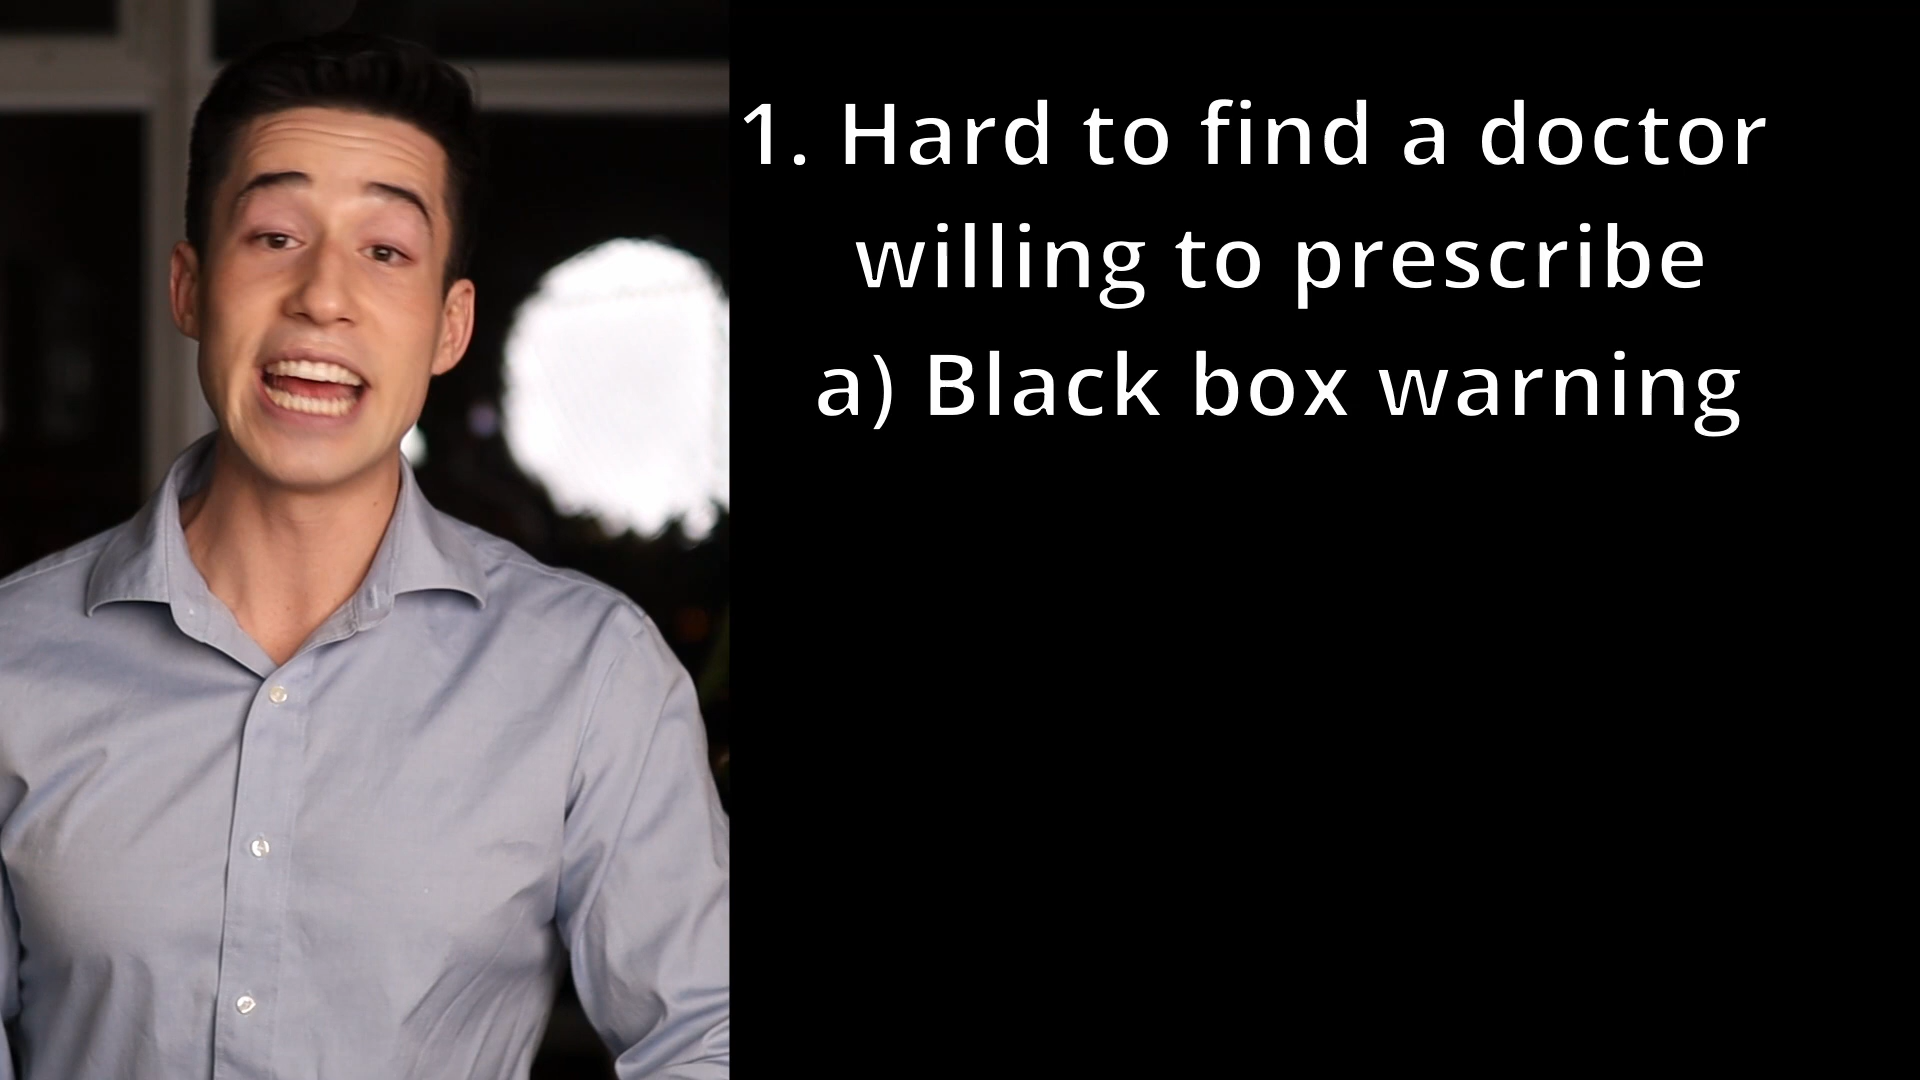 1. Hard to find a doctor
willing to prescribe
a) Black box warning